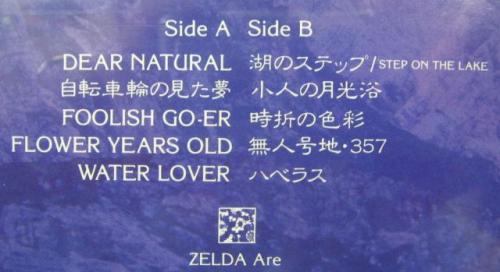 Side A Side B
DEAR NATURAL 湖のステップ/STEP ON THE LAKE
自転車輪の見た夢 小人の月光浴
FOOLISH GO-ER 時折の色彩
FLOWER YEARS OLD 無人号地・357
WATER LOVER ハベラス
ZELDA Are